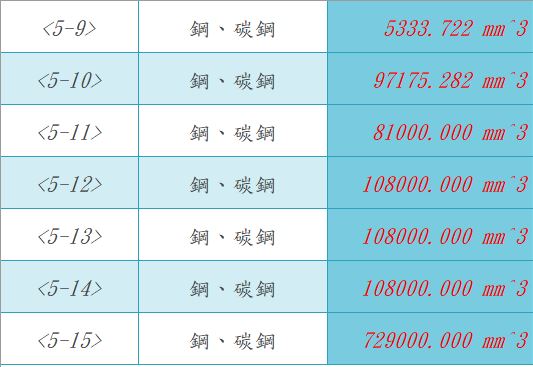 <5-9> 鋼、碳鋼 5333.722 mm^3
<5-10> 鋼、碳鋼 97175.282 mm^3
<5-11> 鋼、碳鋼 81000.000 mm^3
<5-12> 鋼、碳鋼 108000.000 mm^3
<5-13> 鋼、碳鋼 108000.000 mm^3
<5-14> 鋼、碳鋼 108000.000 mm^3
<5-15> 鋼、碳鋼 729000.000 mm^3